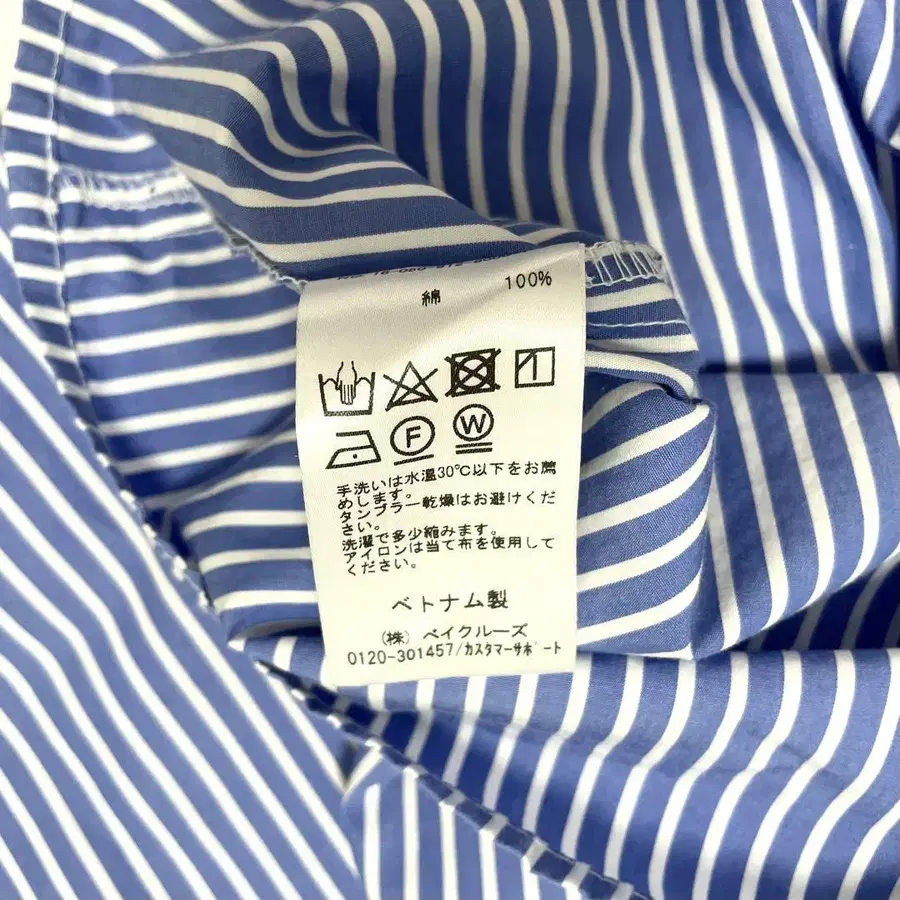 綿 100%
F W
手洗いは水温30℃以下をお薦
めします。
タンブラー乾燥はお避けくだ
さい。
洗濯で多少縮みます。
アイロンは当て布を使用して
ください。
ベトナム製
(株) ベイクルーズ
0120-301457/カスタマーサポート